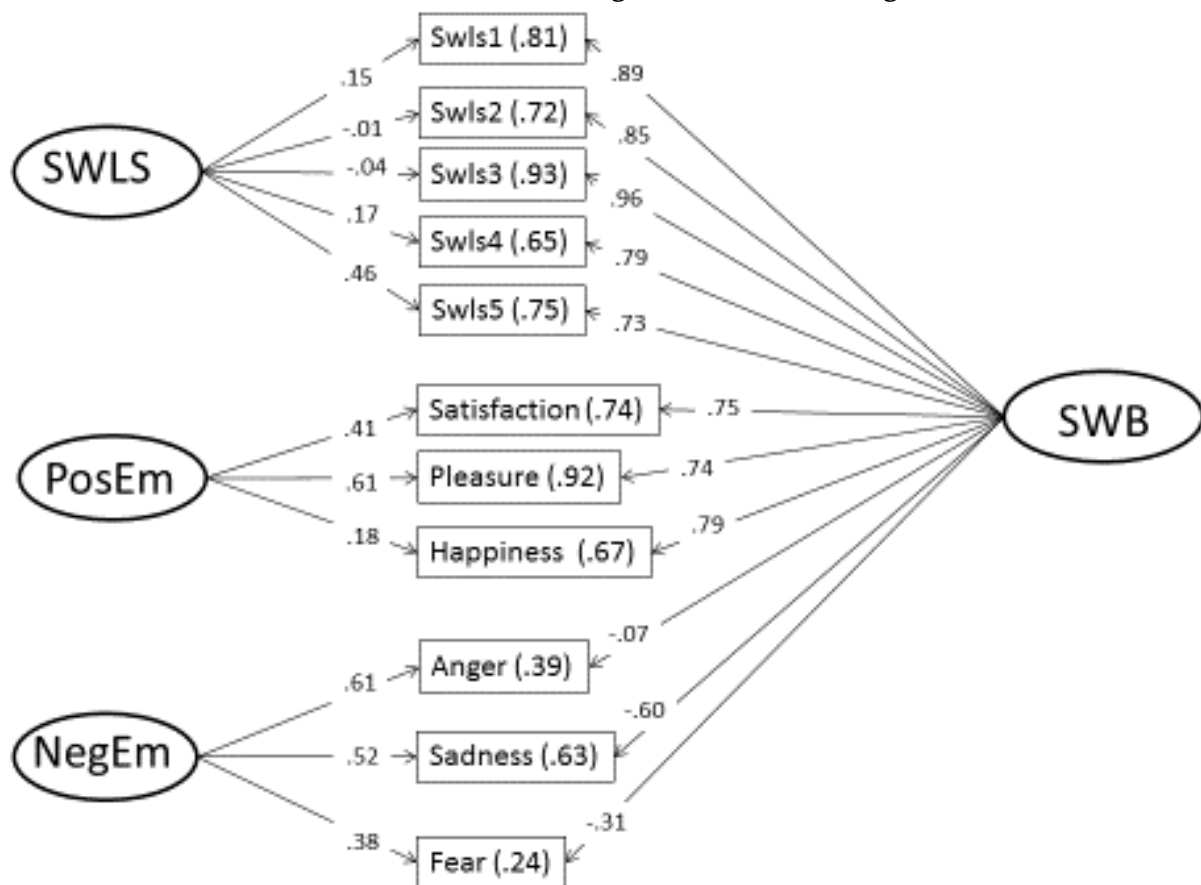 Swls1 (.81)
.15
.89
Swls2 (.72)
-.01
.85
SWLS
-.04
Swls3 (.93)
.96
.17
Swls4 (.65)
.79
.46
Swls5 (.75)
.73
Satisfaction (.74)
.41
.75
SWB
PosEm
.61
Pleasure (.92)
.74
.18
Happiness (.67)
.79
-.07
.61
Anger (.39)
-.60
NegEm
.52
Sadness (.63)
-.31
.38
Fear (.24)